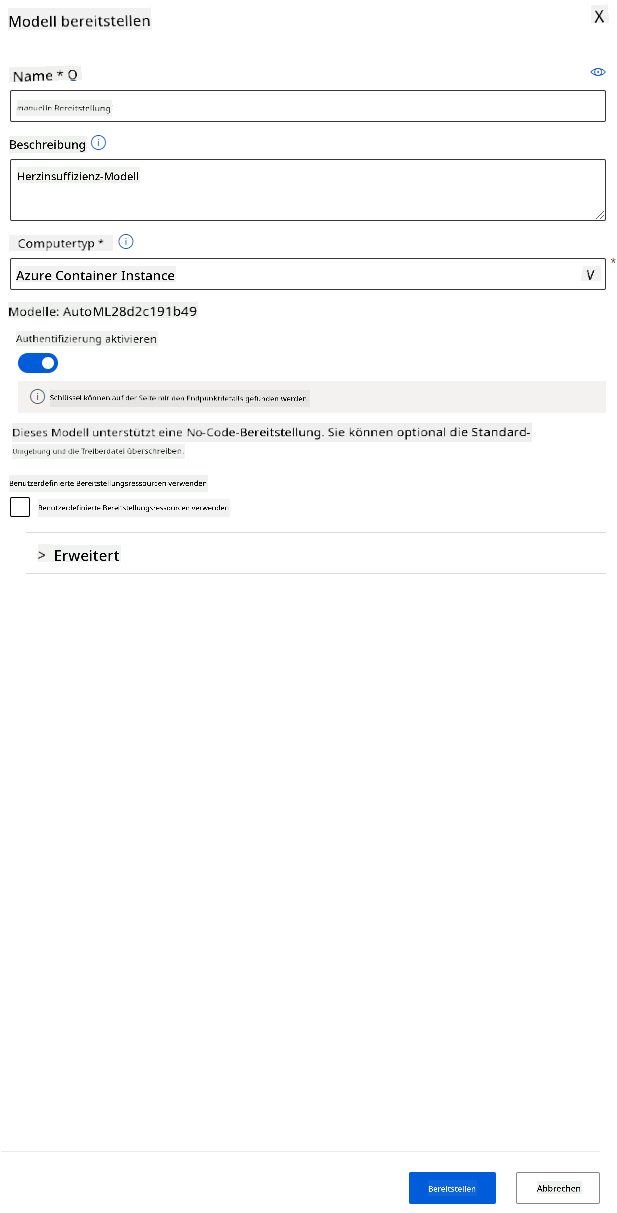 Modell bereitstellen
X
Name * O
manuelle Bereitstellung
Beschreibung
Herzinsuffizienz-Modell
Computertyp *
Azure Container Instance
V
*
Modelle: AutoML28d2c191b49
Authentifizierung aktivieren
Schlüssel können auf der Seite mit den Endpunktdetails gefunden werden
Dieses Modell unterstützt eine No-Code-Bereitstellung. Sie können optional die Standard-
Umgebung und die Treiberdatei überschreiben.
Benutzerdefinierte Bereitstellungsressourcen verwenden
Benutzerdefinierte Bereitstellungsressourcen verwenden
> Erweitert
Bereitstellen
Abbrechen